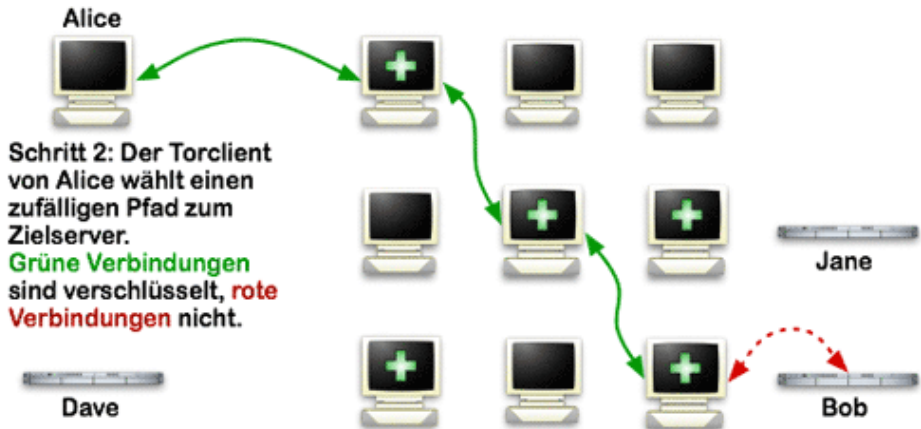 Alice
Schritt 2: Der Torclient
von Alice wählt einen
zufälligen Pfad zum
Zielserver.
Grüne Verbindungen
sind verschlüsselt, rote
Verbindungen nicht.
Jane
Dave
Bob